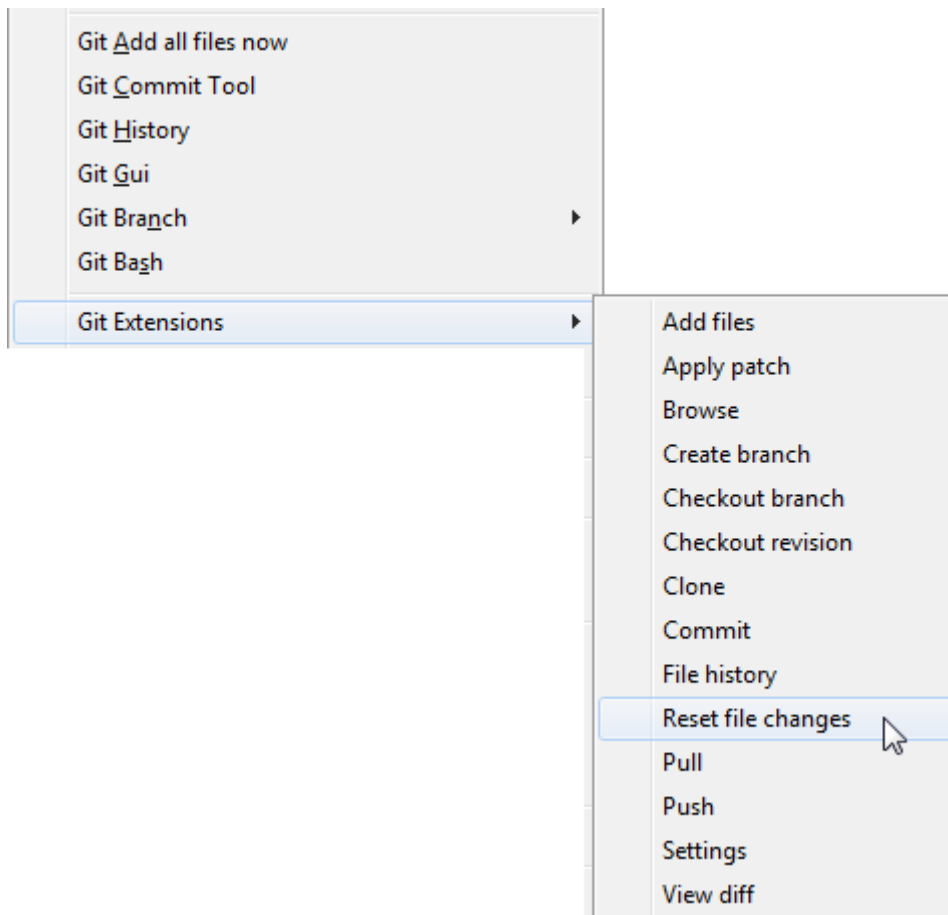 Git Add all files now
Git Commit Tool
Git History
Git Gui
Git Branch
Git Bash
Git Extensions
Add files
Apply patch
Browse
Create branch
Checkout branch
Checkout revision
Clone
Commit
File history
Reset file changes
Pull
Push
Settings
View diff